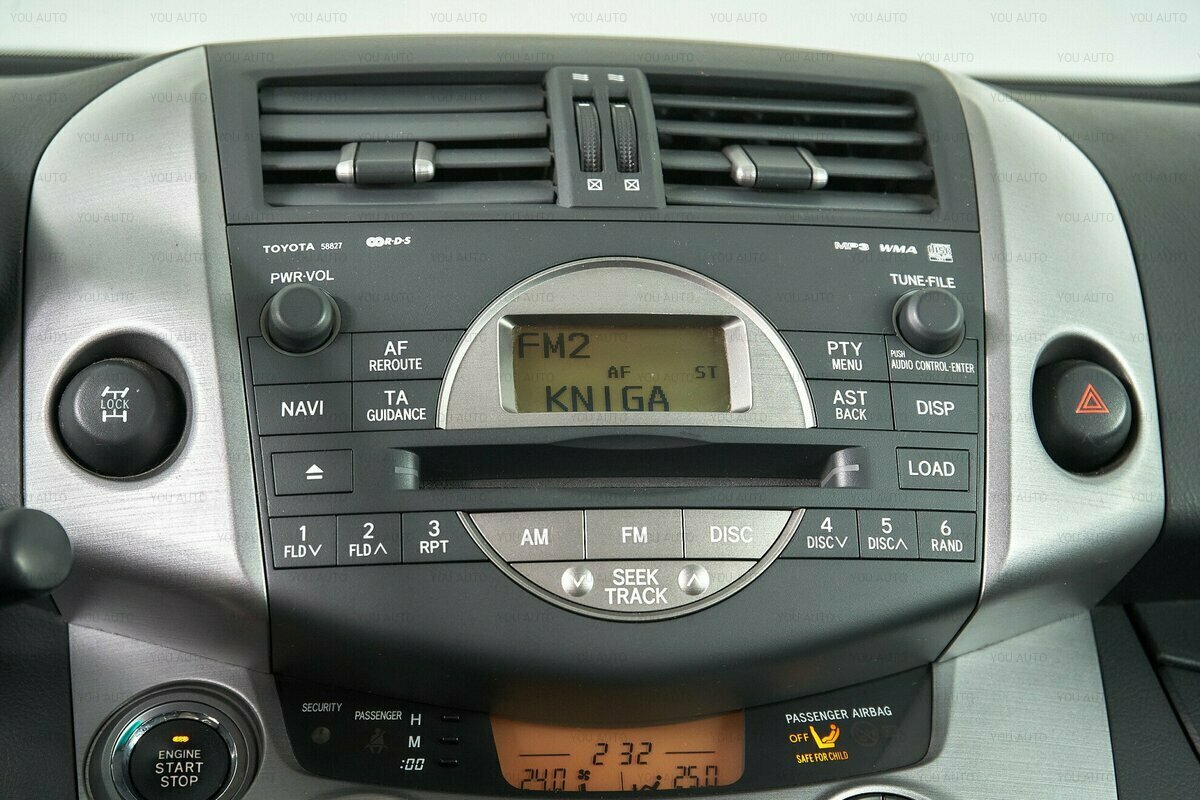 YOU AUTO
TOYOTA 58827
R·D·S
MP3 WMA
PWR·VOL
TUNE·FILE
FM2
AF ST
KNIGA
AF
REROUTE
PTY
MENU
PUSH
AUDIO CONTROL·ENTER
NAVI
TA
GUIDANCE
AST
BACK
DISP
LOCK
LOAD
1
FLD
2
FLD
3
RPT
AM
FM
DISC
4
DISC
5
DISC
6
RAND
SEEK
TRACK
SECURITY
PASSENGER
H
M
:00
2 32
24.0
25.0
PASSENGER AIRBAG
OFF
SAFE FOR CHILD
ENGINE
START
STOP